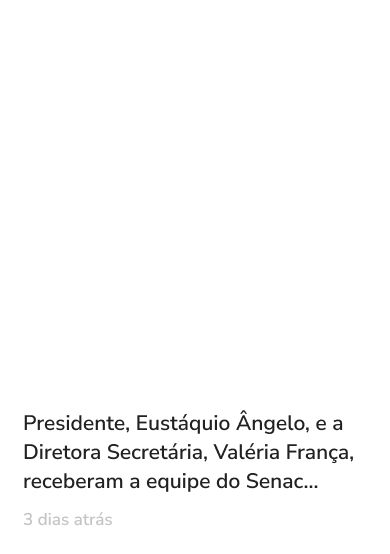 Presidente, Eustáquio Ângelo, e a
Diretora Secretária, Valéria França,
receberam a equipe do Senac...
3 dias atrás